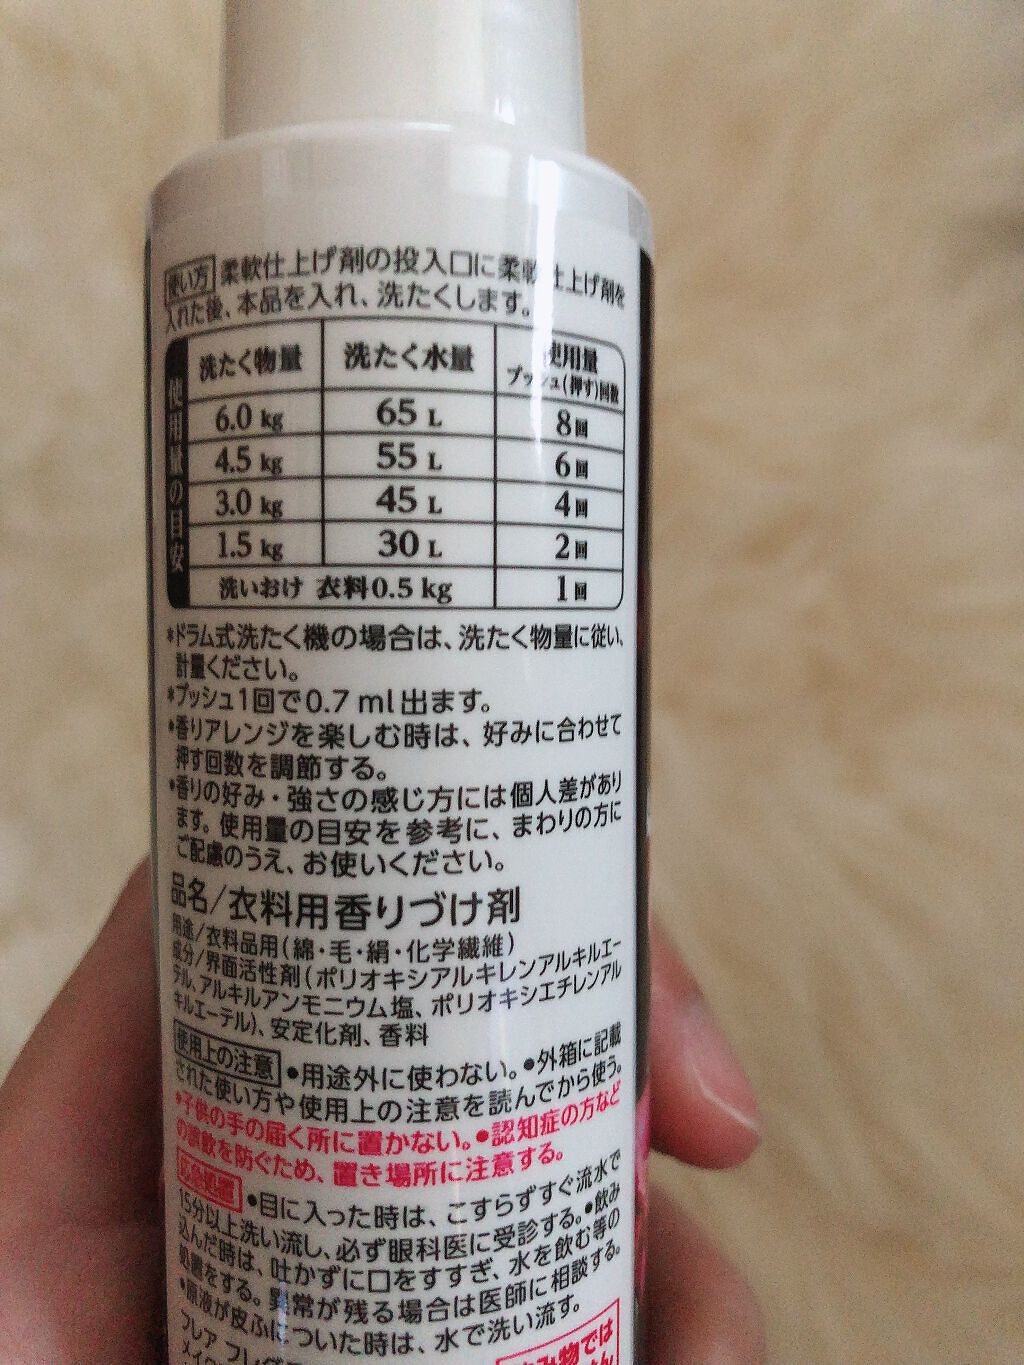 使い方 柔軟仕上げ剤の投入口に柔軟仕上げ剤を
入れた後、本品を入れ、洗たくします。
使用量の目安
洗たく物量 洗たく水量 使用量 プッシュ(押す)回数
6.0 kg 65 L 8回
4.5 kg 55 L 6回
3.0 kg 45 L 4回
1.5 kg 30 L 2回
洗いおけ 衣料0.5 kg 1回
*ドラム式洗たく機の場合は、洗たく物量に従い、
計量ください。
*プッシュ1回で0.7 ml出ます。
•香りアレンジを楽しむ時は、好みに合わせて
押す回数を調節する。
•香りの好み・強さの感じ方には個人差があり
ます。使用量の目安を参考に、まわりの方に
ご配慮のうえ、お使いください。
品名/衣料用香りづけ剤
用途/衣料品用(綿・毛・絹・化学繊維)
成分/界面活性剤(ポリオキシアルキレンアルキルエー
テル、アルキルアンモニウム塩、ポリオキシエチレンアル
キルエーテル)、安定化剤、香料
使用上の注意 •用途外に使わない。•外箱に記載
された使い方や使用上の注意を読んでから使う。
•子供の手の届く所に置かない。•認知症の方など
の誤飲を防ぐため、置き場所に注意する。
応急処置 •目に入った時は、こすらずすぐ流水で
15分以上洗い流し、必ず眼科医に受診する。•飲み
込んだ時は、吐かずに口をすすぎ、水を飲む等の
処置をする。異常が残る場合は医師に相談する。
•原液が皮ふについた時は、水で洗い流す。
フレア フレグ
み物では